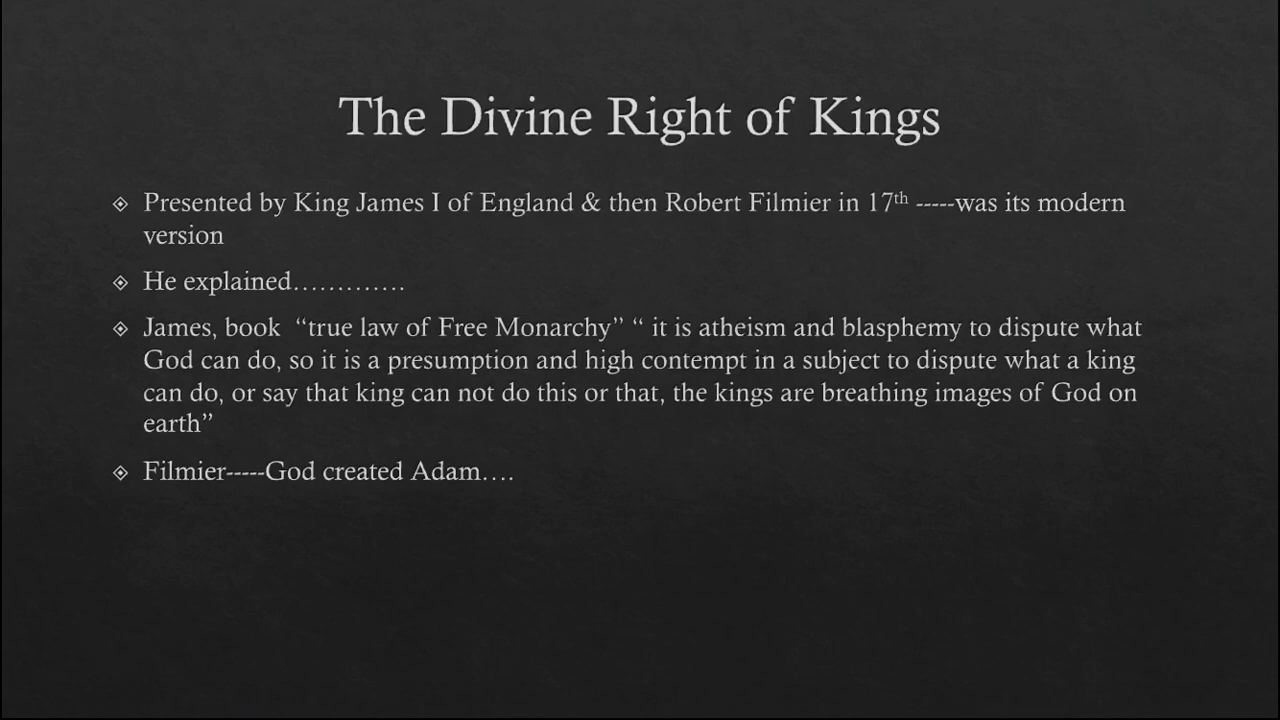 The Divine Right of Kings
Presented by King James I of England & then Robert Filmier in 17th -----was its modern
version
He explained………….
James, book  “true law of Free Monarchy” “ it is atheism and blasphemy to dispute what
God can do, so it is a presumption and high contempt in a subject to dispute what a king
can do, or say that king can not do this or that, the kings are breathing images of God on
earth”
Filmier-----God created Adam….